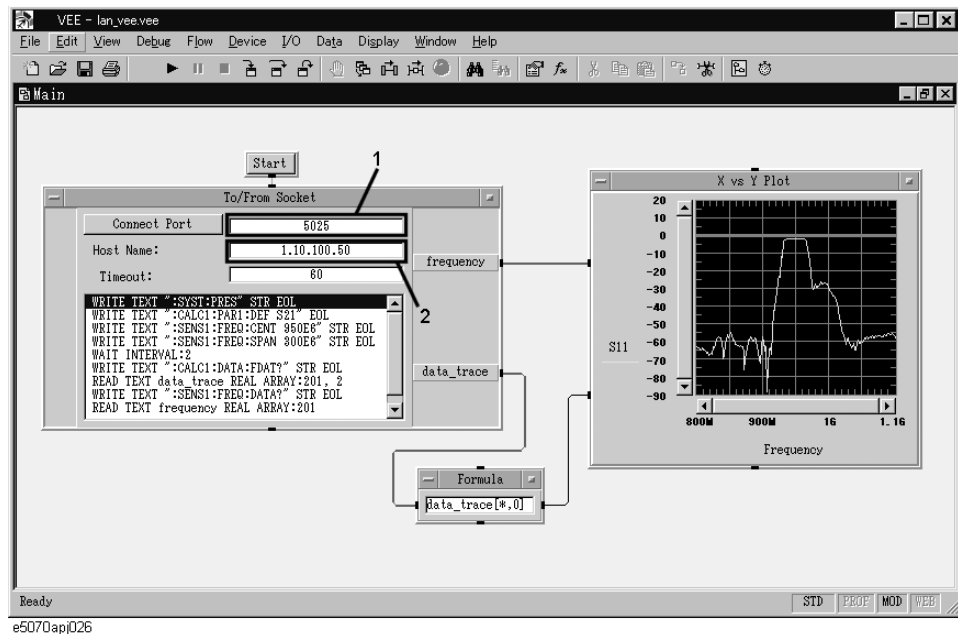 VEE - lan_vee.vee
File Edit View Debug Flow Device I/O Data Display Window Help
Main
Start
1
To/From Socket
Connect Port
5025
Host Name:
1.10.100.50
Timeout:
60
2
WRITE TEXT ":SYST:PRES" STR EOL
WRITE TEXT ":CALC1:PAR1:DEF S21" EOL
WRITE TEXT ":SENS1:FREQ:CENT 950E6" STR EOL
WRITE TEXT ":SENS1:FREQ:SPAN 300E6" STR EOL
WAIT INTERVAL:2
WRITE TEXT ":CALC1:DATA:FDAT?" STR EOL
READ TEXT data_trace REAL ARRAY:201, 2
WRITE TEXT ":SENS1:FREQ:DATA?" STR EOL
READ TEXT frequency REAL ARRAY:201
frequency
data_trace
Formula
data_trace[*,0]
X vs Y Plot
20
10
0
-10
-20
-30
-40
-50
-60
-70
-80
-90
S11
800M 900M 1G 1.1G
Frequency
Ready
STD PROF MOD WEB
e5070apj026